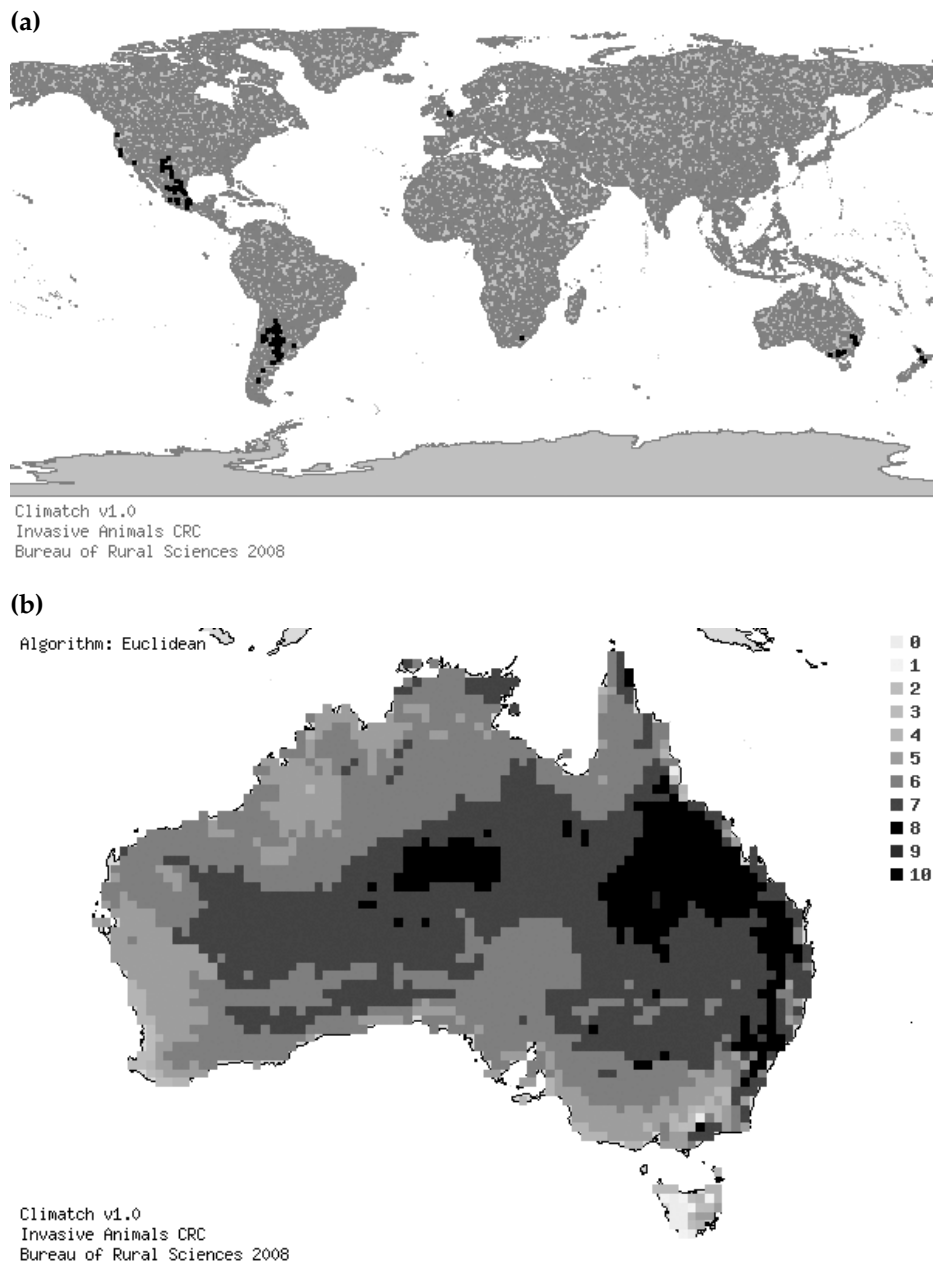 (a)
Climatch v1.0
Invasive Animals CRC
Bureau of Rural Sciences 2008
(b)
Algorithm: Euclidean
0
1
2
3
4
5
6
7
8
9
10
Climatch v1.0
Invasive Animals CRC
Bureau of Rural Sciences 2008